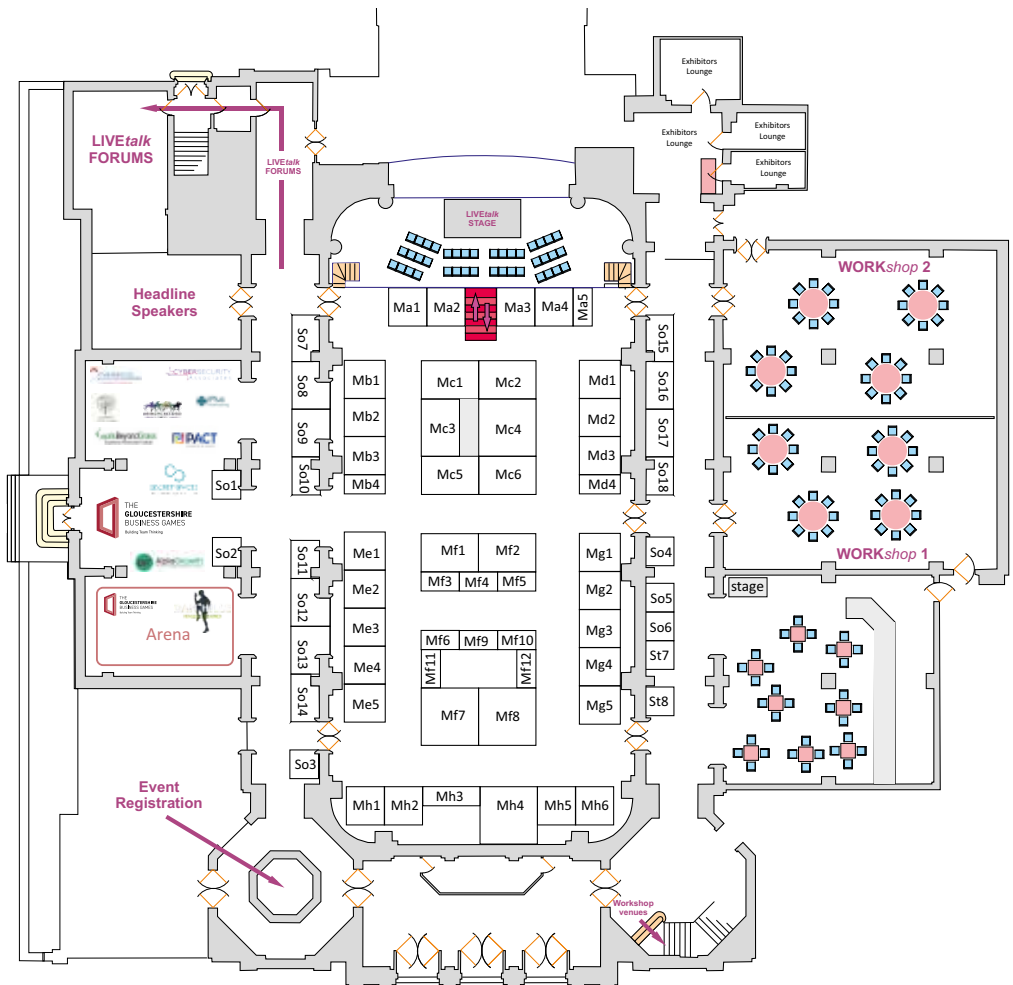 Exhibitors
Lounge
Exhibitors
Lounge
Exhibitors
Lounge
Exhibitors
Lounge
LIVEtalk
FORUMS
LIVEtalk
FORUMS
LIVEtalk
STAGE
Headline
Speakers
WORKshop 2
Ma1
Ma2
Ma3
Ma4
Ma5
So7
So8
So9
So10
Mb1
Mb2
Mb3
Mb4
Mc1
Mc2
Mc3
Mc4
Mc5
Mc6
Md1
Md2
Md3
Md4
So15
So16
So17
So18
CYBERSECURITY
PACT
So1
THE
GLOUCESTERSHIRE
BUSINESS GAMES
Building Team Thinking
So2
WORKshop 1
So11
So12
So13
So14
Me1
Me2
Me3
Me4
Me5
Mf1
Mf2
Mf3
Mf4
Mf5
Mf6
Mf9
Mf10
Mf11
Mf12
Mf7
Mf8
Mg1
Mg2
Mg3
Mg4
Mg5
So4
So5
So6
St7
St8
stage
THE
GLOUCESTERSHIRE
BUSINESS GAMES
Arena
So3
Event
Registration
Mh1
Mh2
Mh3
Mh4
Mh5
Mh6
Workshop
venues